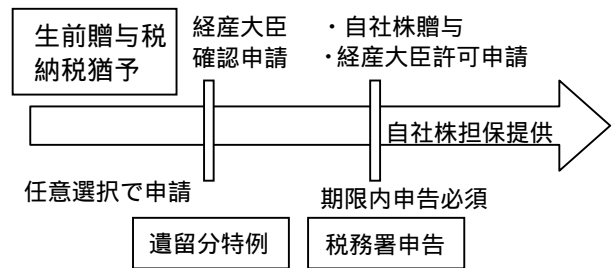 生前贈与税
納税猶予
経産大臣
確認申請
・自社株贈与
・経産大臣許可申請
自社株担保提供
任意選択で申請
期限内申告必須
遺留分特例
税務署申告